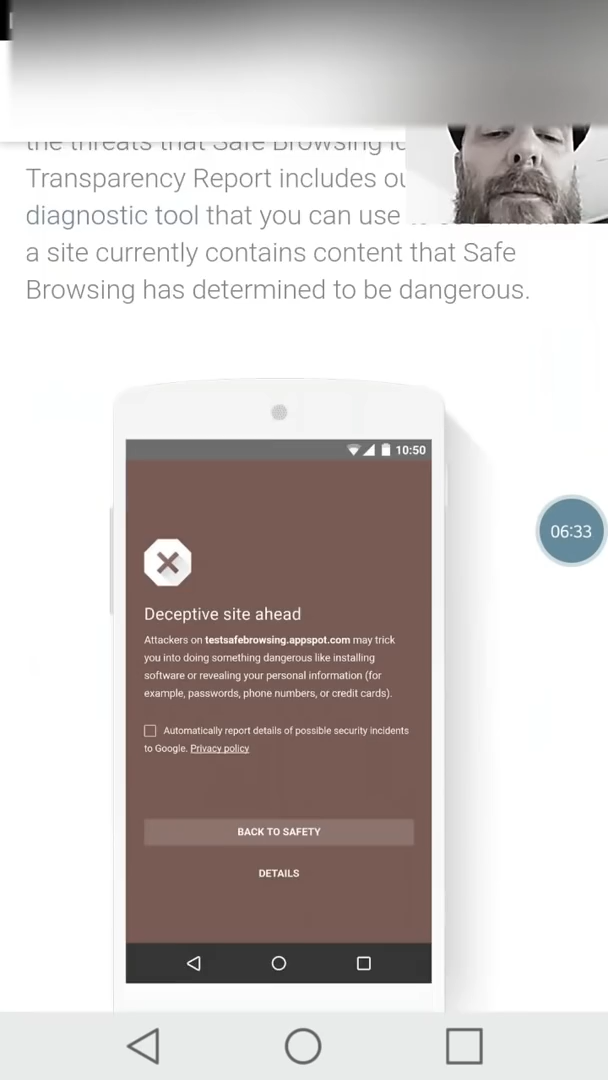 the threats that Safe Browsing
Transparency Report includes
diagnostic tool that you can use
a site currently contains content that Safe
Browsing has determined to be dangerous.
10:50
06:33
Deceptive site ahead
Attackers on testsafebrowsing.appspot.com may trick
you into doing something dangerous like installing
software or revealing your personal information (for
example, passwords, phone numbers, or credit cards).
Automatically report details of possible security incidents
to Google. Privacy policy
BACK TO SAFETY
DETAILS